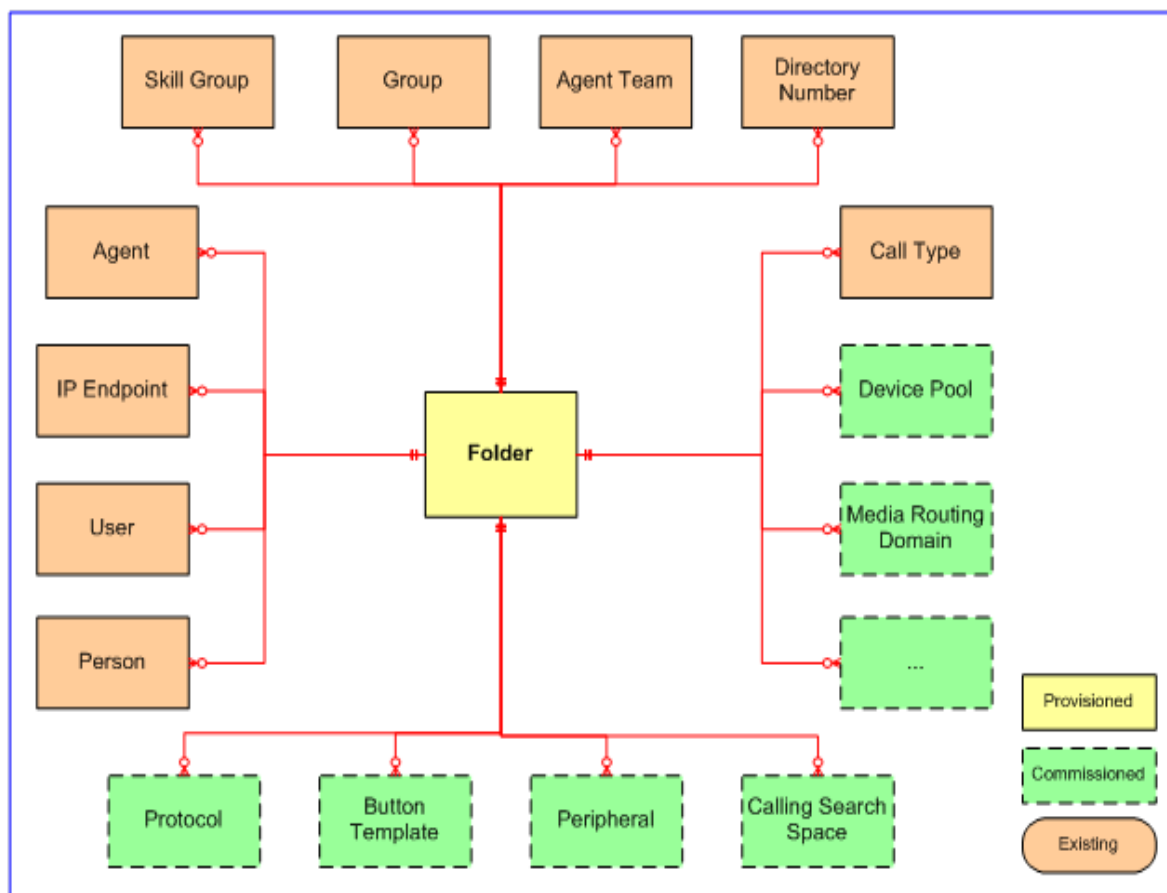 Skill Group
Group
Agent Team
Directory
Number
Agent
Call Type
IP Endpoint
Device Pool
Folder
User
Media Routing
Domain
Person
...
Provisioned
Commissioned
Existing
Protocol
Button
Template
Peripheral
Calling Search
Space